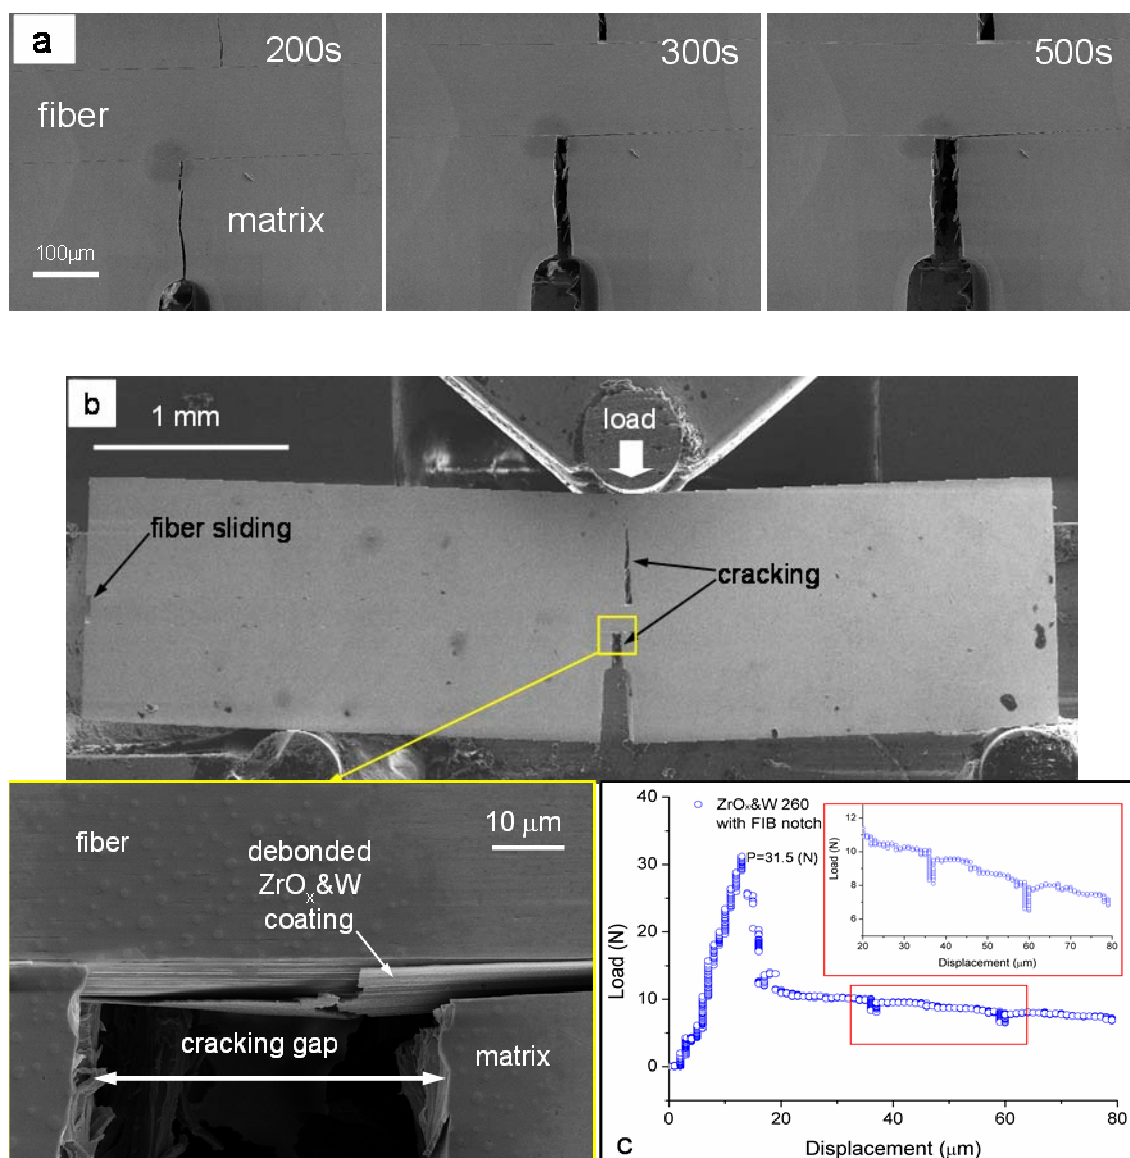 a
200s
300s
500s
fiber
matrix
100µm
b
1 mm
load
fiber sliding
cracking
fiber
10 µm
debonded
ZrOₓ&W
coating
cracking gap
matrix
40
30
20
10
0
Load (N)
ZrOₓ&W 260
with FIB notch
P=31.5 (N)
12
10
8
6
Load (N)
20 30 40 50 60 70 80
Displacement (µm)
0 20 40 60 80
C
Displacement (µm)